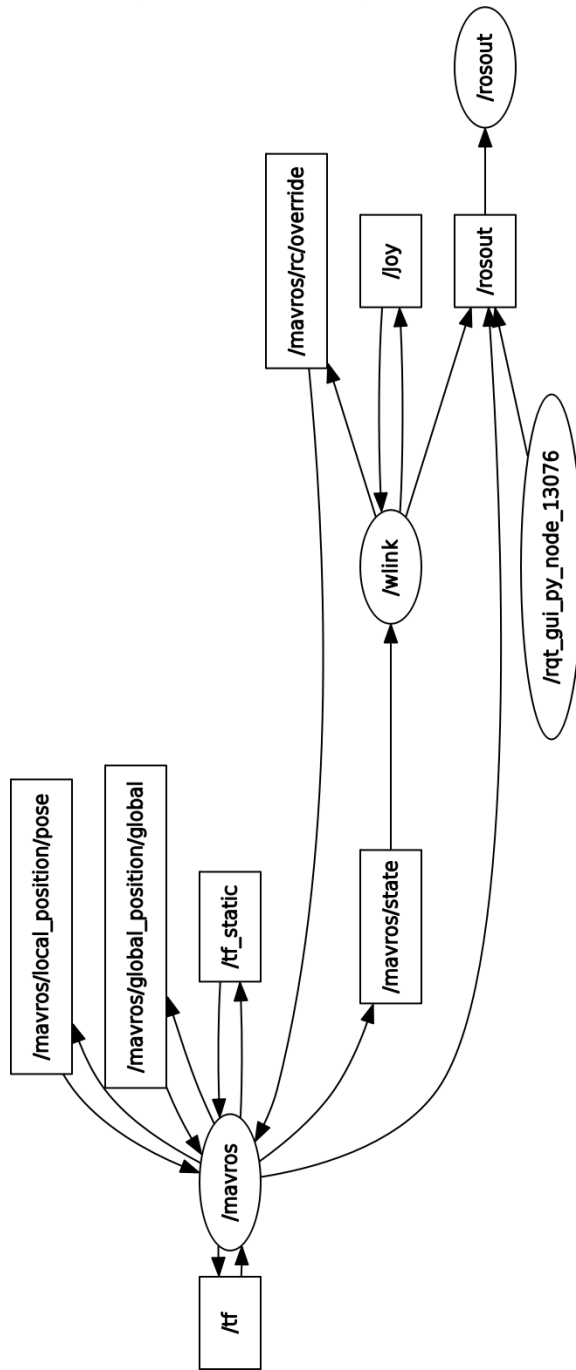 /mavros/local_position/pose
/mavros/global_position/global
/tf_static
/tf
/mavros
/mavros/state
/mavros/rc/override
/joy
/wlink
/rosout
/rosout
/rqt_gui_py_node_13076